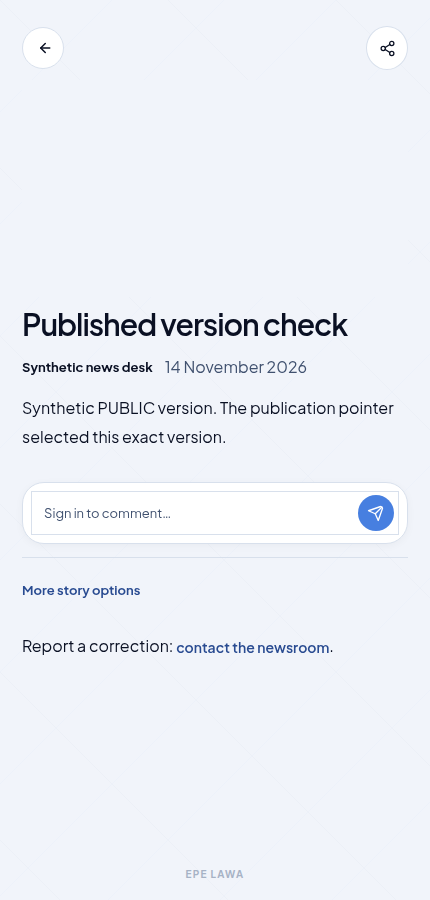 Published version check
Synthetic news desk 14 November 2026
Synthetic PUBLIC version. The publication pointer
selected this exact version.
Sign in to comment...
More story options
Report a correction: contact the newsroom.
EPE LAWA